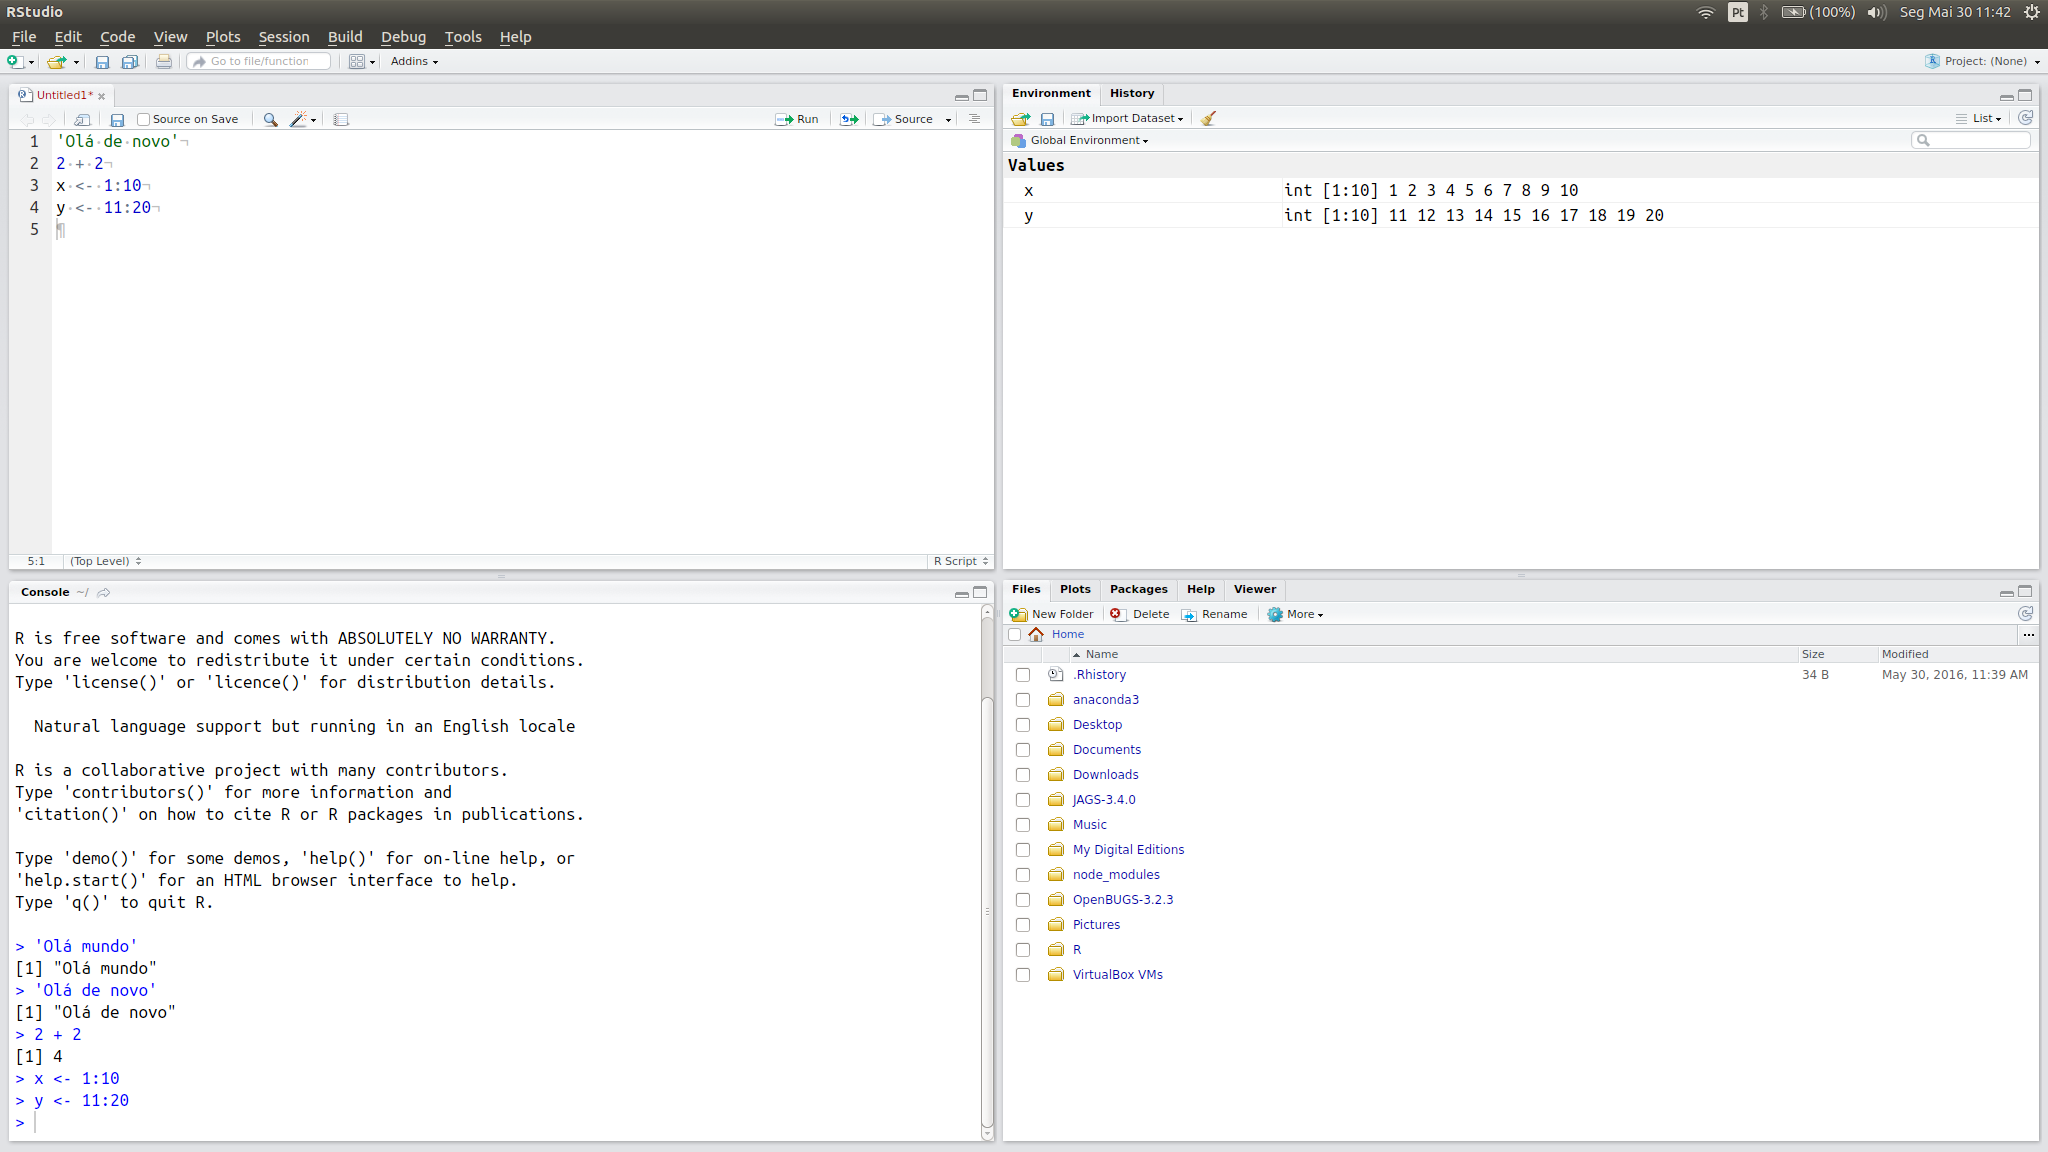 RStudio
Pt (100%) Seg Mai 30 11:42
File Edit Code View Plots Session Build Debug Tools Help
Go to file/function Addins Project: (None)
Untitled1*
Source on Save Run Source
1 'Olá de novo'
2 2 + 2
3 x <- 1:10
4 y <- 11:20
5
5:1 (Top Level) R Script
Console ~/
R is free software and comes with ABSOLUTELY NO WARRANTY.
You are welcome to redistribute it under certain conditions.
Type 'license()' or 'licence()' for distribution details.
Natural language support but running in an English locale
R is a collaborative project with many contributors.
Type 'contributors()' for more information and
'citation()' on how to cite R or R packages in publications.
Type 'demo()' for some demos, 'help()' for on-line help, or
'help.start()' for an HTML browser interface to help.
Type 'q()' to quit R.
> 'Olá mundo'
[1] "Olá mundo"
> 'Olá de novo'
[1] "Olá de novo"
> 2 + 2
[1] 4
> x <- 1:10
> y <- 11:20
>
Environment History
Import Dataset List
Global Environment
Values
x int [1:10] 1 2 3 4 5 6 7 8 9 10
y int [1:10] 11 12 13 14 15 16 17 18 19 20
Files Plots Packages Help Viewer
New Folder Delete Rename More
Home ...
Name Size Modified
.Rhistory 34 B May 30, 2016, 11:39 AM
anaconda3
Desktop
Documents
Downloads
JAGS-3.4.0
Music
My Digital Editions
node_modules
OpenBUGS-3.2.3
Pictures
R
VirtualBox VMs